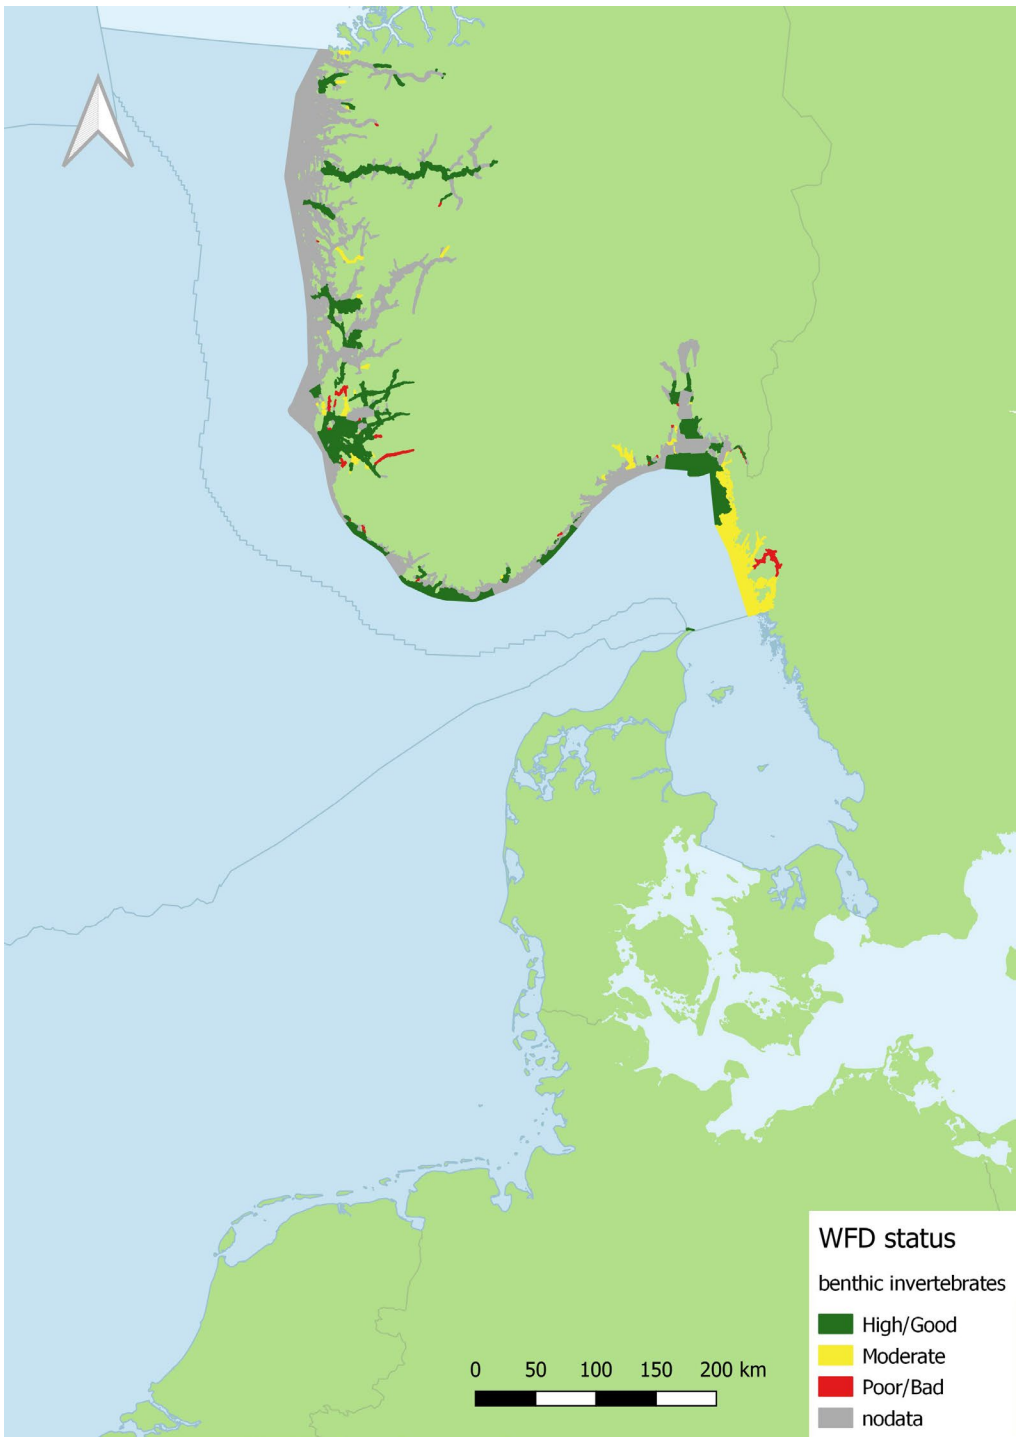 WFD status
benthic invertebrates
High/Good
Moderate
Poor/Bad
nodata
0 50 100 150 200 km